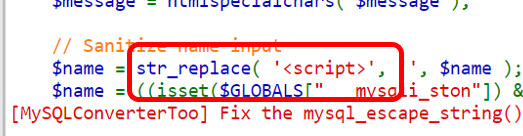 $message = htmlspecialchars( $message );
// Sanitize name input
$name = str_replace( '<script>', '', $name );
$name = ((isset($GLOBALS["___mysqli_ston"]) &
[MySQLConverterToo] Fix the mysql_escape_string()